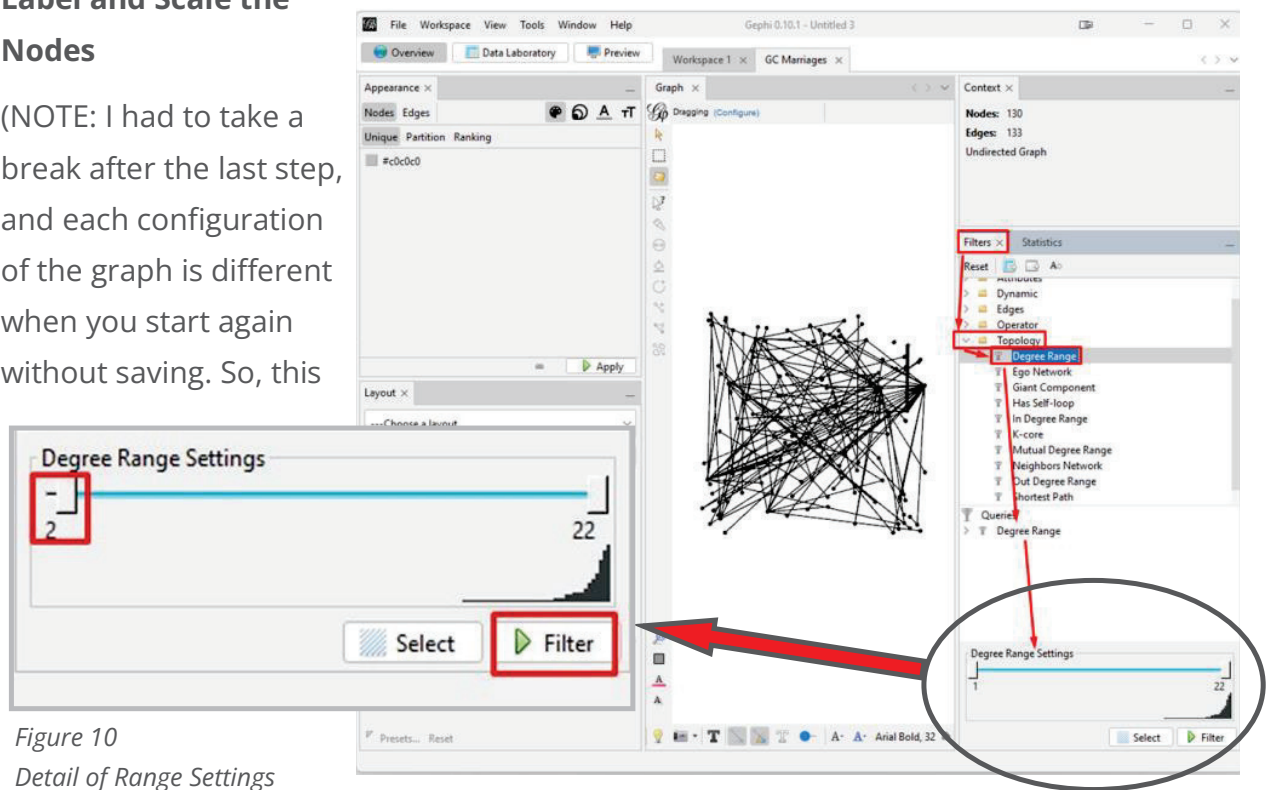 Label and Scale the
Nodes
(NOTE: I had to take a
break after the last step,
and each configuration
of the graph is different
when you start again
without saving. So, this
File Workspace View Tools Window Help
Gephi 0.10.1 - Untitled 3
Overview Data Laboratory Preview
Workspace 1 × GC Marriages ×
Appearance ×
Nodes Edges
Unique Partition Ranking
#c0c0c0
Apply
Layout ×
---Choose a layout
Presets... Reset
Graph ×
Dragging (Configure)
Arial Bold, 32
Context ×
Nodes: 130
Edges: 133
Undirected Graph
Filters × Statistics
Reset
Attributes
Dynamic
Edges
Operator
Topology
Degree Range
Ego Network
Giant Component
Has Self-loop
In Degree Range
K-core
Mutual Degree Range
Neighbors Network
Out Degree Range
Shortest Path
Queries
Degree Range
Degree Range Settings
1 22
Select Filter
Degree Range Settings
2 22
Select Filter
Figure 10
Detail of Range Settings